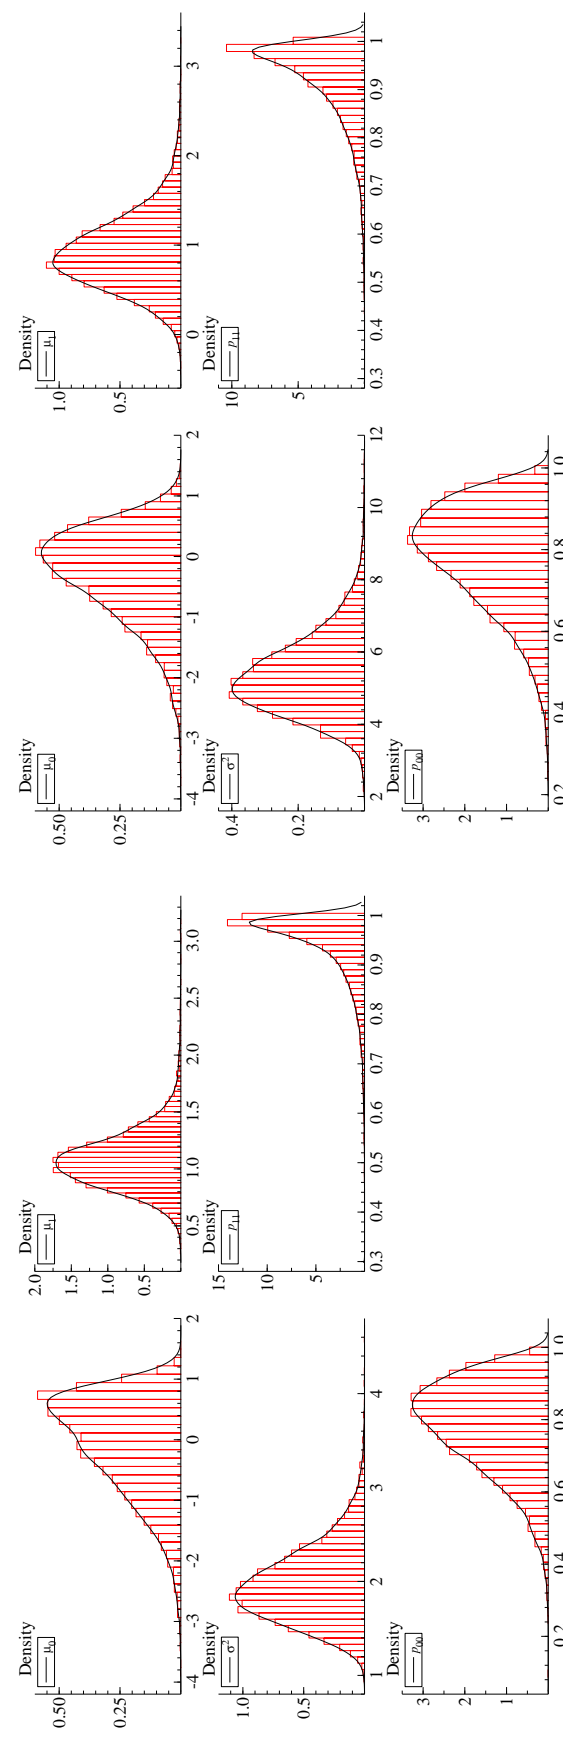 Density
μ₀
0.50
0.25
-4 -3 -2 -1 0 1 2
Density
μ₁
2.0
1.5
1.0
0.5
0.5 1.0 1.5 2.0 2.5 3.0
Density
σ²
1.0
0.5
1 2 3 4
Density
p₁₁
15
10
5
0.3 0.4 0.5 0.6 0.7 0.8 0.9 1
Density
p₀₀
3
2
1
0.2 0.4 0.6 0.8 1.0
Density
μ₀
0.50
0.25
-4 -3 -2 -1 0 1 2
Density
μ₁
1.0
0.5
0 1 2 3
Density
σ²
0.4
0.2
2 4 6 8 10 12
Density
p₁₁
10
5
0.3 0.4 0.5 0.6 0.7 0.8 0.9 1
Density
p₀₀
3
2
1
0.2 0.4 0.6 0.8 1.0